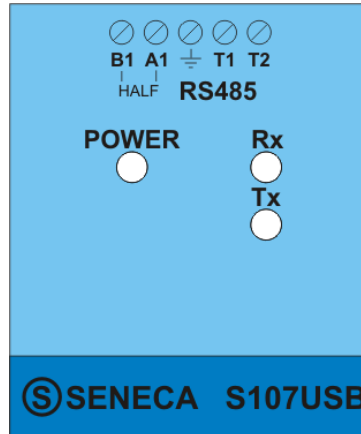 B1 A1 T1 T2
HALF RS485
POWER Rx
Tx
S SENECA S107USB